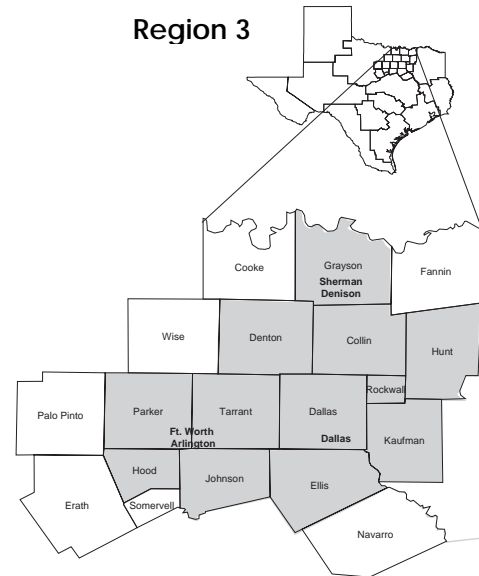 Region 3
Cooke
Grayson
Sherman
Denison
Fannin
Wise
Denton
Collin
Hunt
Rockwall
Palo Pinto
Parker
Tarrant
Dallas
Ft. Worth
Arlington
Dallas
Kaufman
Hood
Johnson
Ellis
Erath
Somervell
Navarro